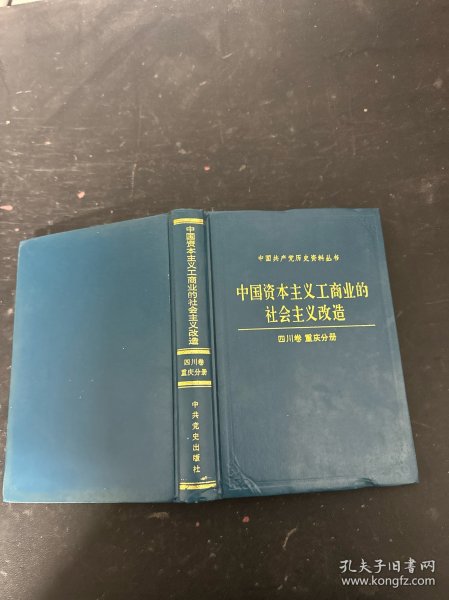 中国共产党历史资料丛书
中国资本主义工商业的
社会主义改造
四川卷 重庆分册
中国资本主义工商业的社会主义改造
四川卷
重庆分册
中共党史出版社
孔夫子旧书网
www.kongfz.com